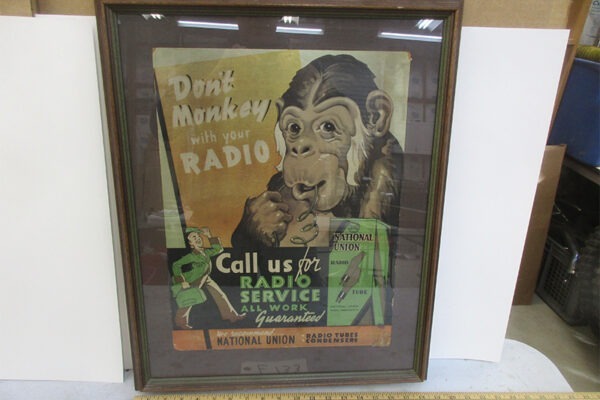 Don't
Monkey
with your
RADIO
Call us for
RADIO
SERVICE
ALL WORK
Guaranteed
NATIONAL
UNION
RADIO
TUBE
NATIONAL UNION
RADIO TUBES
CONDENSERS